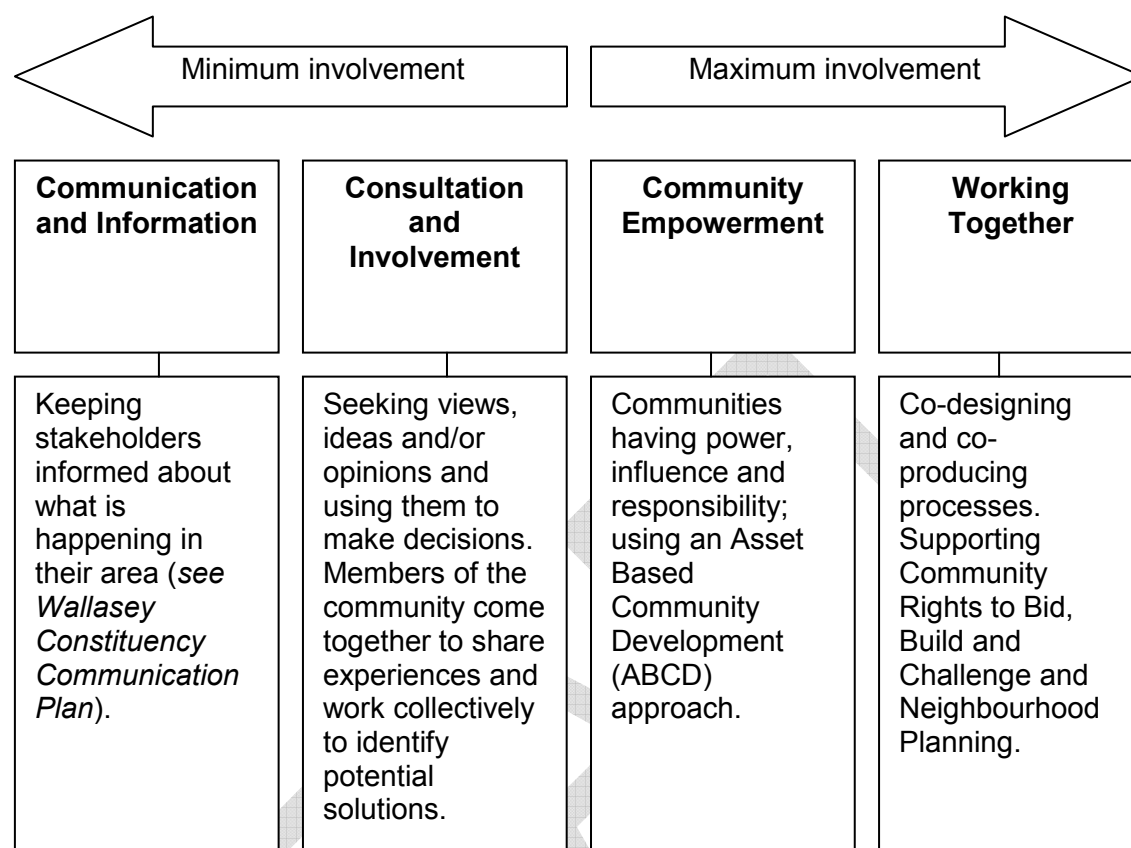 Minimum involvement
Maximum involvement
Communication
and Information
Consultation
and
Involvement
Community
Empowerment
Working
Together
Keeping
stakeholders
informed about
what is
happening in
their area (see
Wallasey
Constituency
Communication
Plan).
Seeking views,
ideas and/or
opinions and
using them to
make decisions.
Members of the
community come
together to share
experiences and
work collectively
to identify
potential
solutions.
Communities
having power,
influence and
responsibility;
using an Asset
Based
Community
Development
(ABCD)
approach.
Co-designing
and co-
producing
processes.
Supporting
Community
Rights to Bid,
Build and
Challenge and
Neighbourhood
Planning.